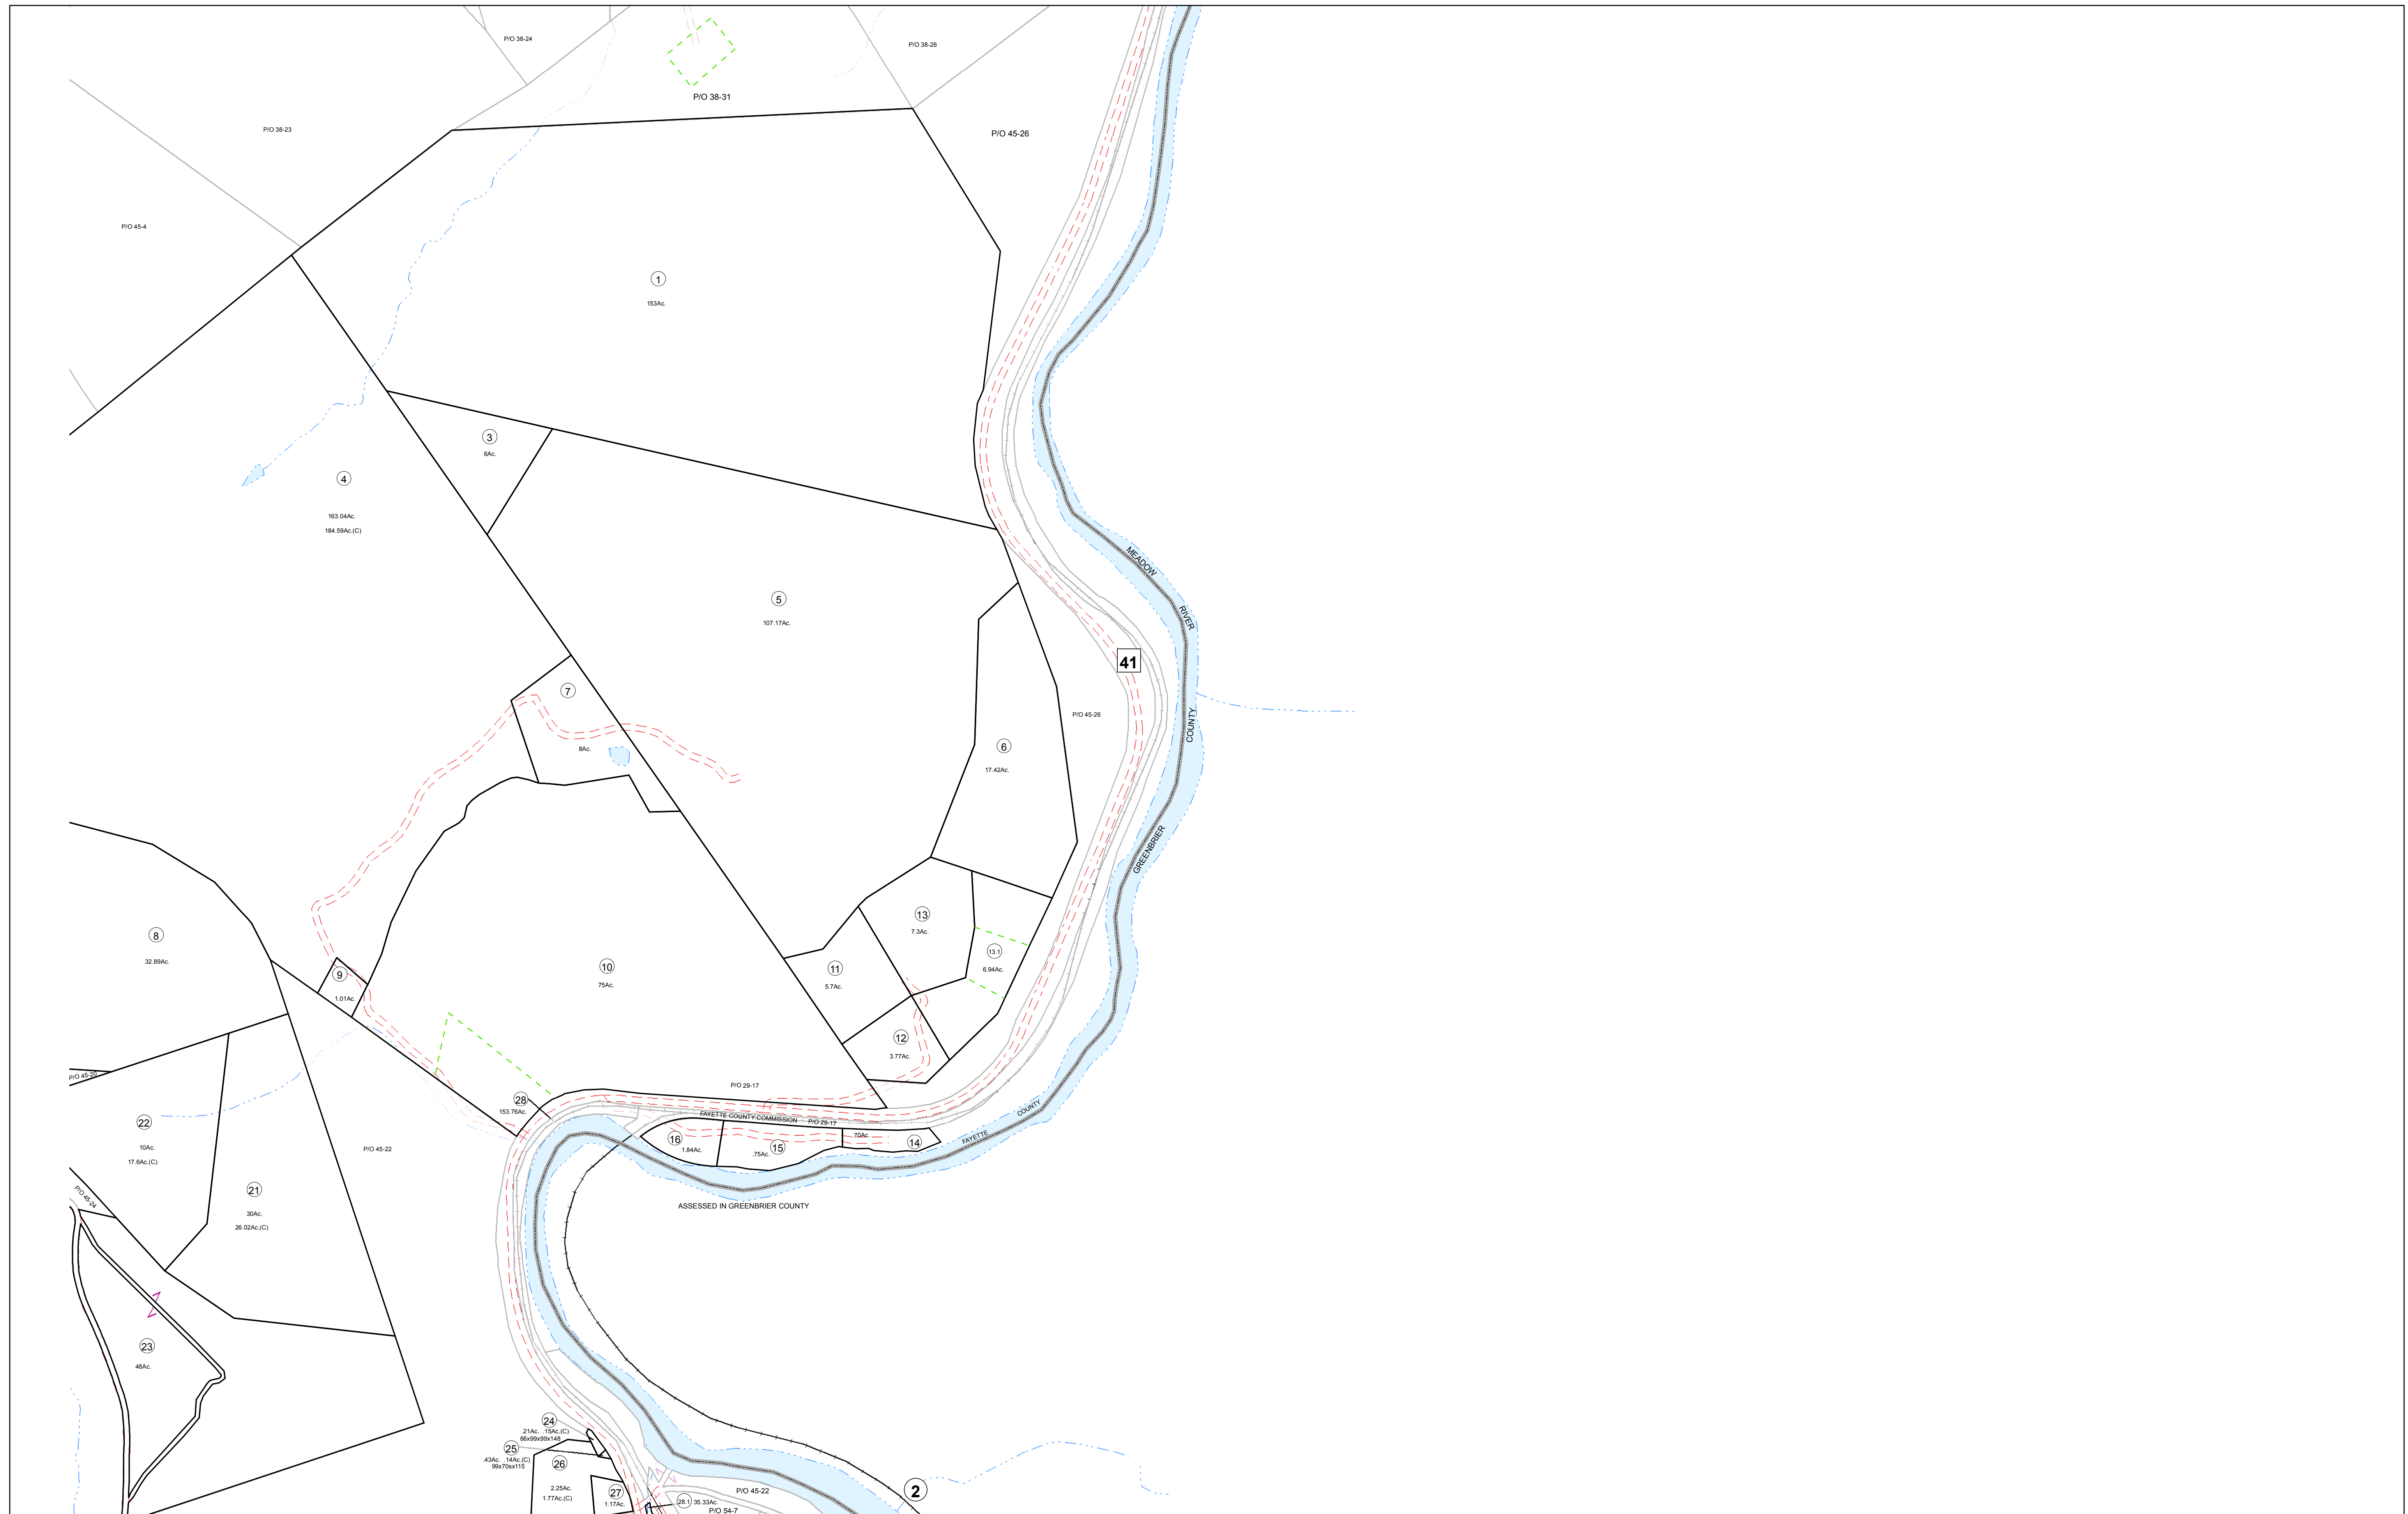 P/O 38-24
P/O 38-26
P/O 38-31
P/O 38-23
P/O 45-26
P/O 45-4
1
153Ac.
3
6Ac.
4
163.04Ac.
184.59Ac.(C)
MEADOW
RIVER
5
107.17Ac.
41
7
8Ac.
P/O 45-26
COUNTY
6
17.42Ac.
GREENBRIER
8
32.89Ac.
13
7.3Ac.
13.1
6.94Ac.
9
1.01Ac.
10
75Ac.
11
5.7Ac.
12
3.77Ac.
P/O 45-20
P/O 29-17
28
153.76Ac.
FAYETTE COUNTY COMMISSION
P/O 29-17
COUNTY
FAYETTE
22
10Ac.
17.6Ac.(C)
P/O 45-22
16
1.84Ac.
15
.75Ac.
.70Ac.
14
P/O 45-24
21
30Ac.
26.02Ac.(C)
ASSESSED IN GREENBRIER COUNTY
23
48Ac.
24
.21Ac. .15Ac.(C)
66x99x99x148
25
.43Ac. .14Ac.(C)
99x70sx115
26
2.25Ac.
1.77Ac.(C)
27
1.17Ac.
28.1 35.33Ac.
P/O 45-22
P/O 54-7
2